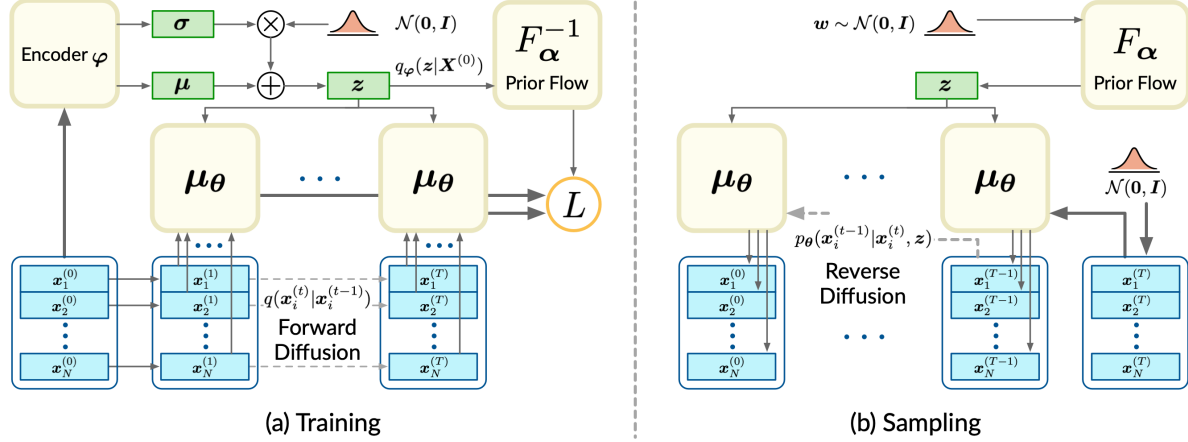 Encoder φ
σ
×
N(0, I)
μ
+
z
q_φ(z|X^(0))
F_α^{-1}
Prior Flow
μ_θ
. . .
μ_θ
L
x_1^(0)
x_2^(0)
x_N^(0)
x_1^(1)
x_2^(1)
x_N^(1)
q(x_i^(t)|x_i^(t-1))
Forward
Diffusion
x_1^(T)
x_2^(T)
x_N^(T)
(a) Training
w ∼ N(0, I)
F_α
Prior Flow
z
μ_θ
. . .
μ_θ
N(0, I)
p_θ(x_i^(t-1)|x_i^(t), z)
Reverse
Diffusion
. . .
x_1^(0)
x_2^(0)
x_N^(0)
x_1^(T-1)
x_2^(T-1)
x_N^(T-1)
x_1^(T)
x_2^(T)
x_N^(T)
(b) Sampling